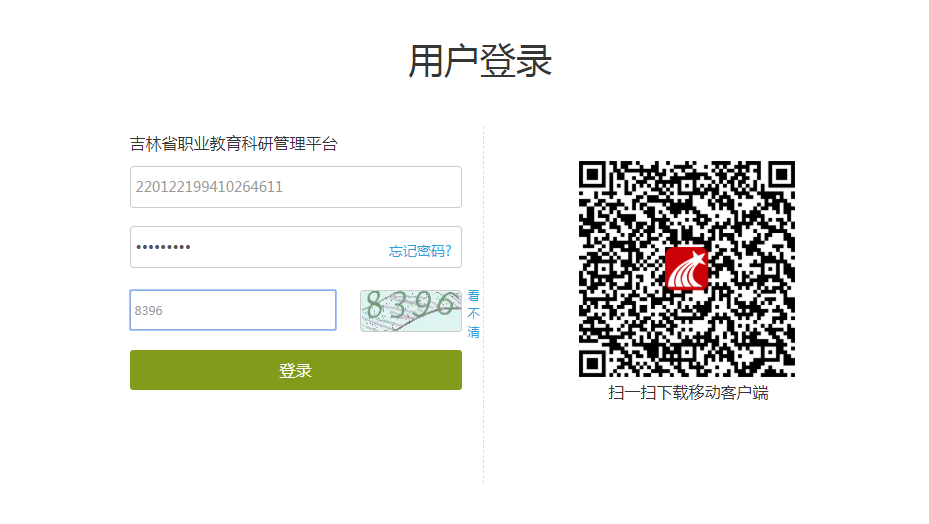 用户登录
吉林省职业教育科研管理平台
220122199410264611
•••••••••
忘记密码?
8396
8396
看不清
登录
扫一扫下载移动客户端